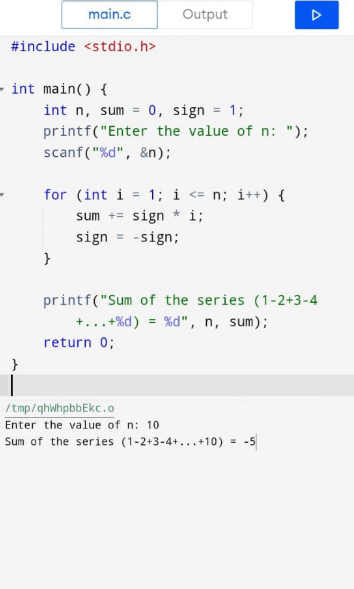 main.c Output
#include <stdio.h>
int main() {
int n, sum = 0, sign = 1;
printf("Enter the value of n: ");
scanf("%d", &n);
for (int i = 1; i <= n; i++) {
sum += sign * i;
sign = -sign;
}
printf("Sum of the series (1-2+3-4
+...+%d) = %d", n, sum);
return 0;
}
/tmp/qhWhpbbEkc.o
Enter the value of n: 10
Sum of the series (1-2+3-4+...+10) = -5